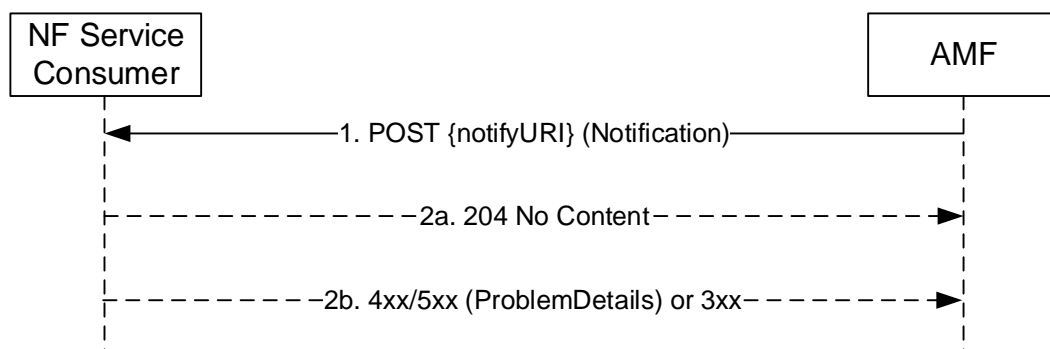 NF Service
Consumer
AMF
1. POST {notifyURI} (Notification)
2a. 204 No Content
2b. 4xx/5xx (ProblemDetails) or 3xx